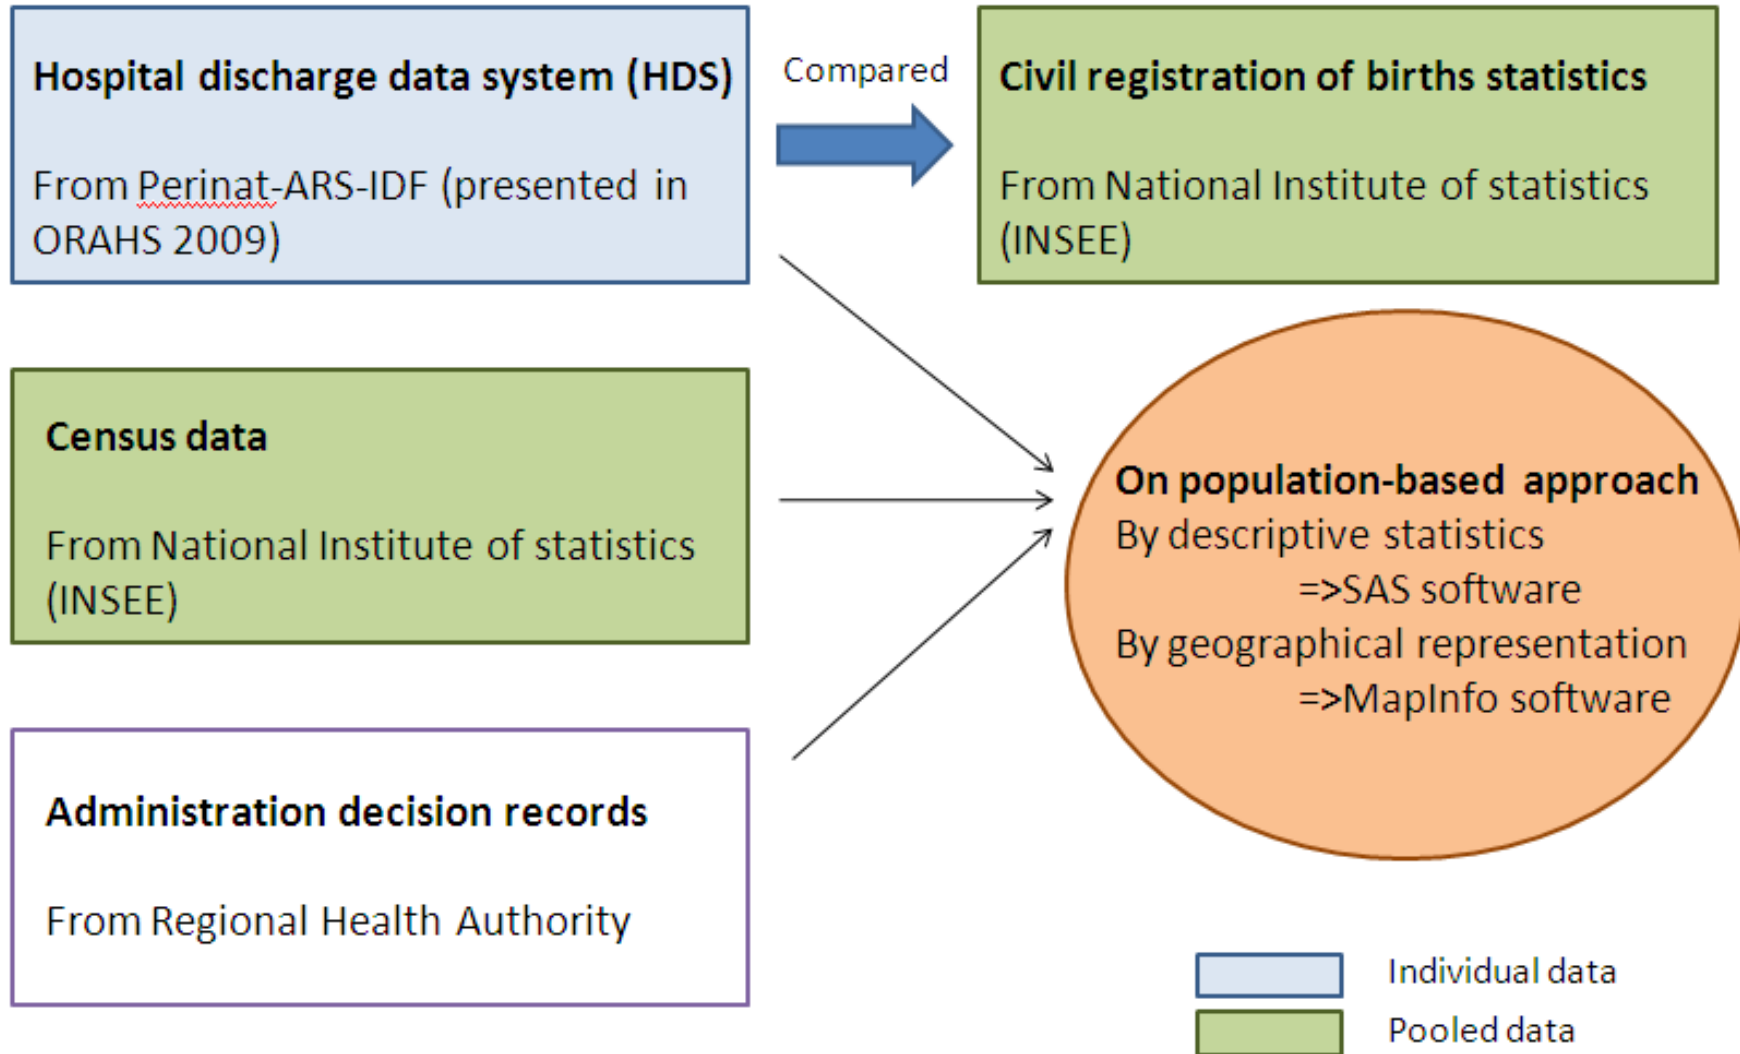 Hospital discharge data system (HDS)
From Perinat-ARS-IDF (presented in
ORAHS 2009)
Compared
Civil registration of births statistics
From National Institute of statistics
(INSEE)
Census data
From National Institute of statistics
(INSEE)
On population-based approach
By descriptive statistics
=>SAS software
By geographical representation
=>MapInfo software
Administration decision records
From Regional Health Authority
Individual data
Pooled data